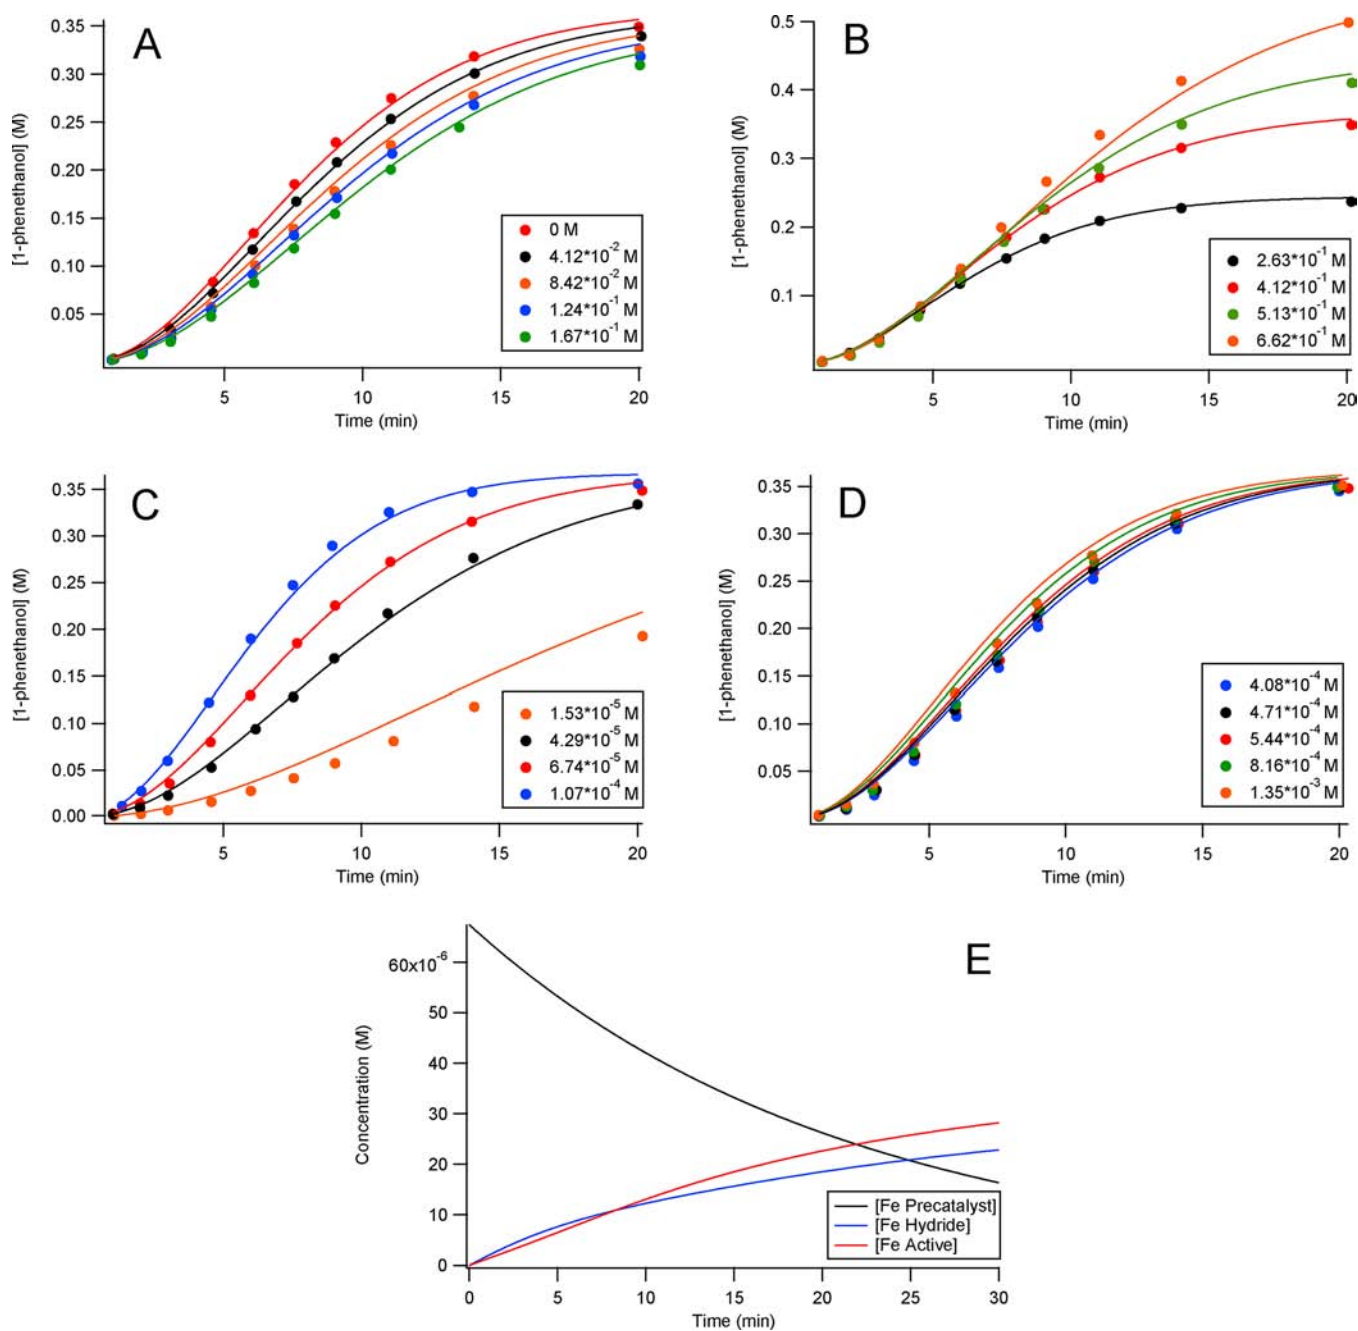 A
0.35
0.30
0.25
0.20
0.15
0.10
0.05
[1-phenethanol] (M)
0 M
4.12*10⁻² M
8.42*10⁻² M
1.24*10⁻¹ M
1.67*10⁻¹ M
5
10
15
20
Time (min)
B
0.5
0.4
0.3
0.2
0.1
[1-phenethanol] (M)
2.63*10⁻¹ M
4.12*10⁻¹ M
5.13*10⁻¹ M
6.62*10⁻¹ M
5
10
15
20
Time (min)
C
0.35
0.30
0.25
0.20
0.15
0.10
0.05
0.00
[1-phenethanol] (M)
1.53*10⁻⁵ M
4.29*10⁻⁵ M
6.74*10⁻⁵ M
1.07*10⁻⁴ M
5
10
15
20
Time (min)
D
0.35
0.30
0.25
0.20
0.15
0.10
0.05
[1-phenethanol] (M)
4.08*10⁻⁴ M
4.71*10⁻⁴ M
5.44*10⁻⁴ M
8.16*10⁻⁴ M
1.35*10⁻³ M
5
10
15
20
Time (min)
E
60x10⁻⁶
50
40
30
20
10
0
Concentration (M)
[Fe Precatalyst]
[Fe Hydride]
[Fe Active]
0
5
10
15
20
25
30
Time (min)